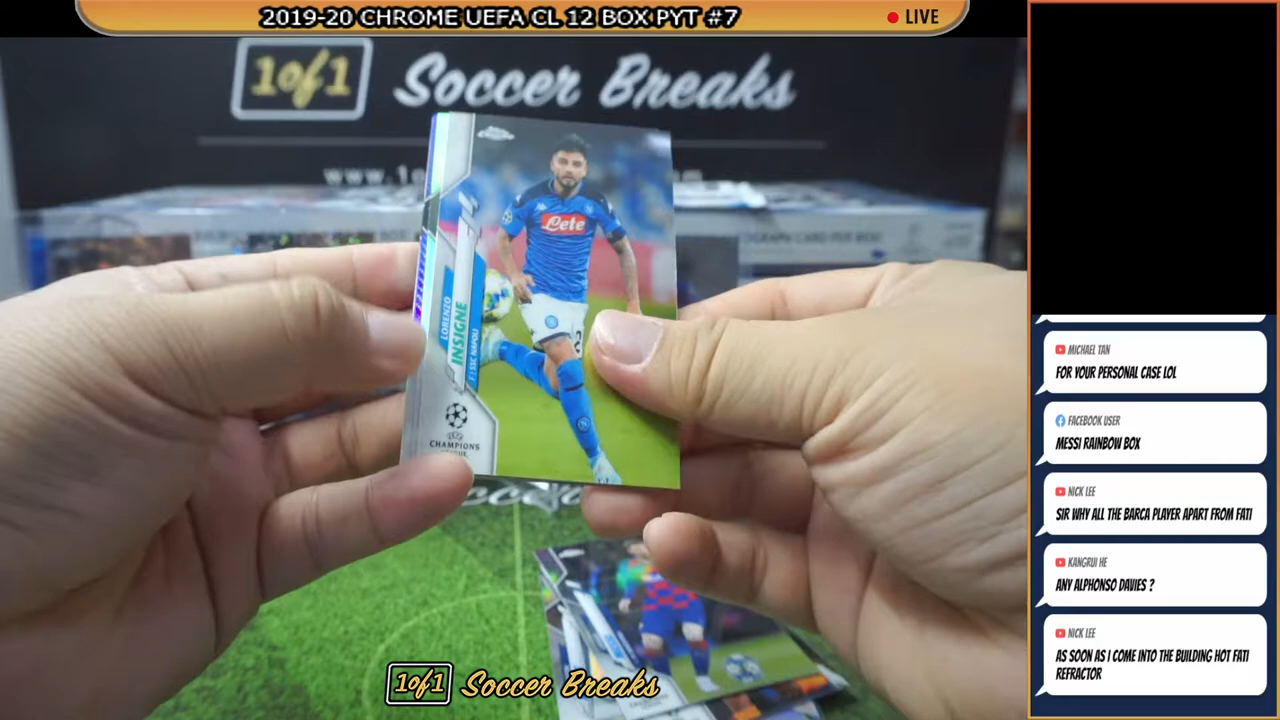 2019-20 CHROME UEFA CL 12 BOX PYT #7
LIVE
1of1 Soccer Breaks
Lete
LORENZO
INSIGNE
SSC NAPOLI
CHAMPIONS
MICHAEL TAN
FOR YOUR PERSONAL CASE LOL
FACEBOOK USER
MESSI RAINBOW BOX
NICK LEE
SIR WHY ALL THE BARCA PLAYER APART FROM FATI
KANGRUI HE
ANY ALPHONSO DAVIES ?
NICK LEE
AS SOON AS I COME INTO THE BUILDING HOT FATI
REFRACTOR
1of1 Soccer Breaks